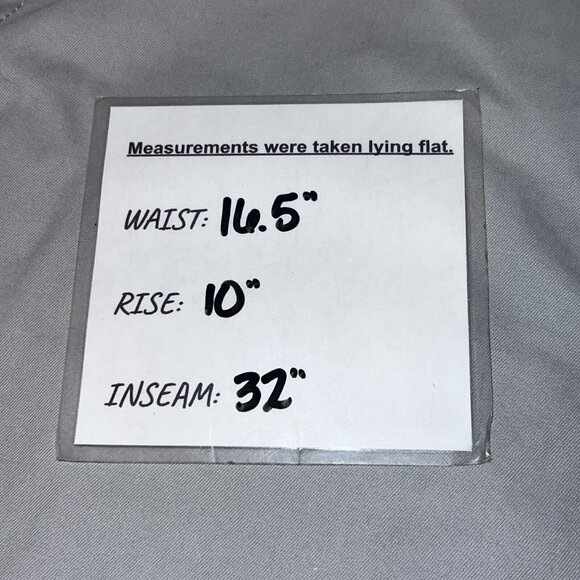 Measurements were taken lying flat.
WAIST: 16.5"
RISE: 10"
INSEAM: 32"